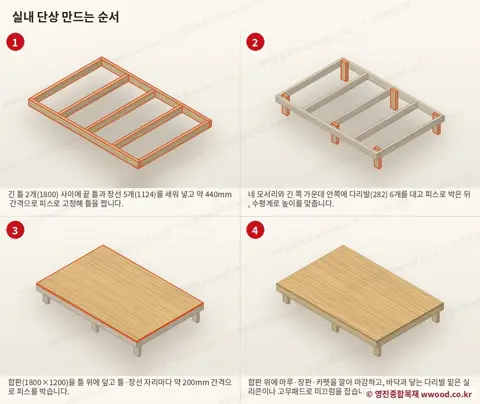 실내 단상 만드는 순서
1
긴 틀 2개(1800) 사이에 끝 틀과 장선 5개(1124)를 세워 넣고 약 440mm
간격으로 피스로 고정해 틀을 짭니다.
2
네 모서리와 긴 쪽 가운데 안쪽에 다리발(282) 6개를 대고 피스로 박은 뒤
, 수평계로 높이를 맞춥니다.
3
합판(1800×1200)을 틀 위에 덮고 틀·장선 자리마다 약 200mm 간격으
로 피스를 박습니다.
4
합판 위에 마루·장판·카펫을 깔아 마감하고, 바닥과 닿는 다리발 밑은 실
리콘이나 고무패드로 미끄럼을 잡습니
© 영진종합목재 wwood.co.kr